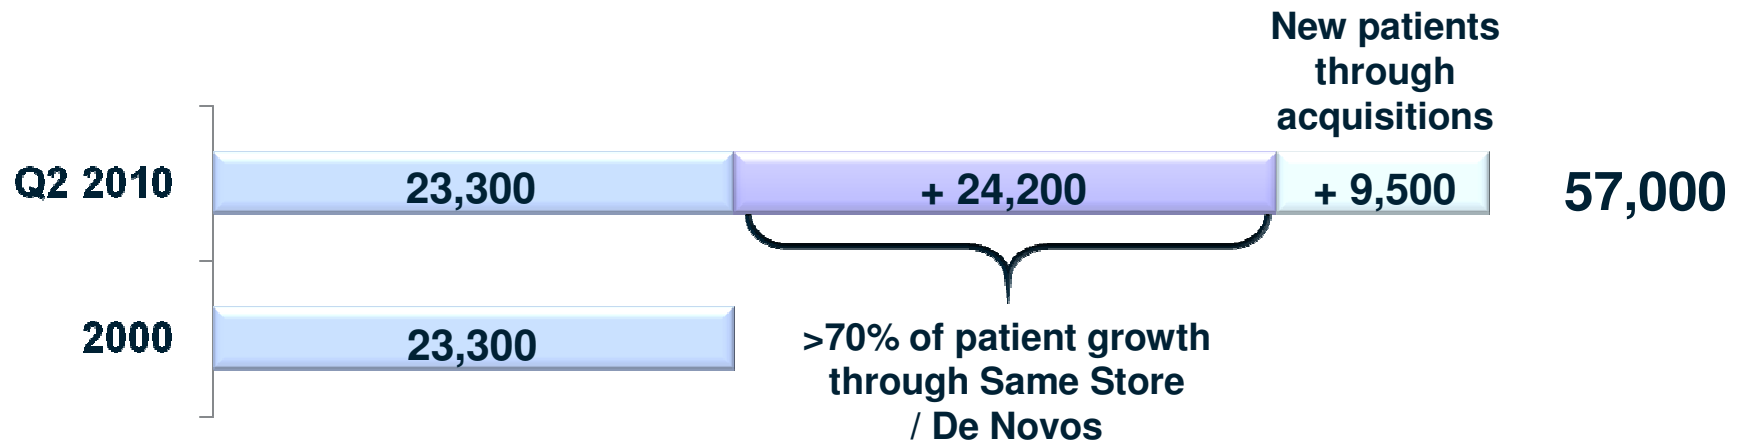 New patients
through
acquisitions
Q2 2010
23,300
+ 24,200
+ 9,500
57,000
2000
23,300
>70% of patient growth
through Same Store
/ De Novos